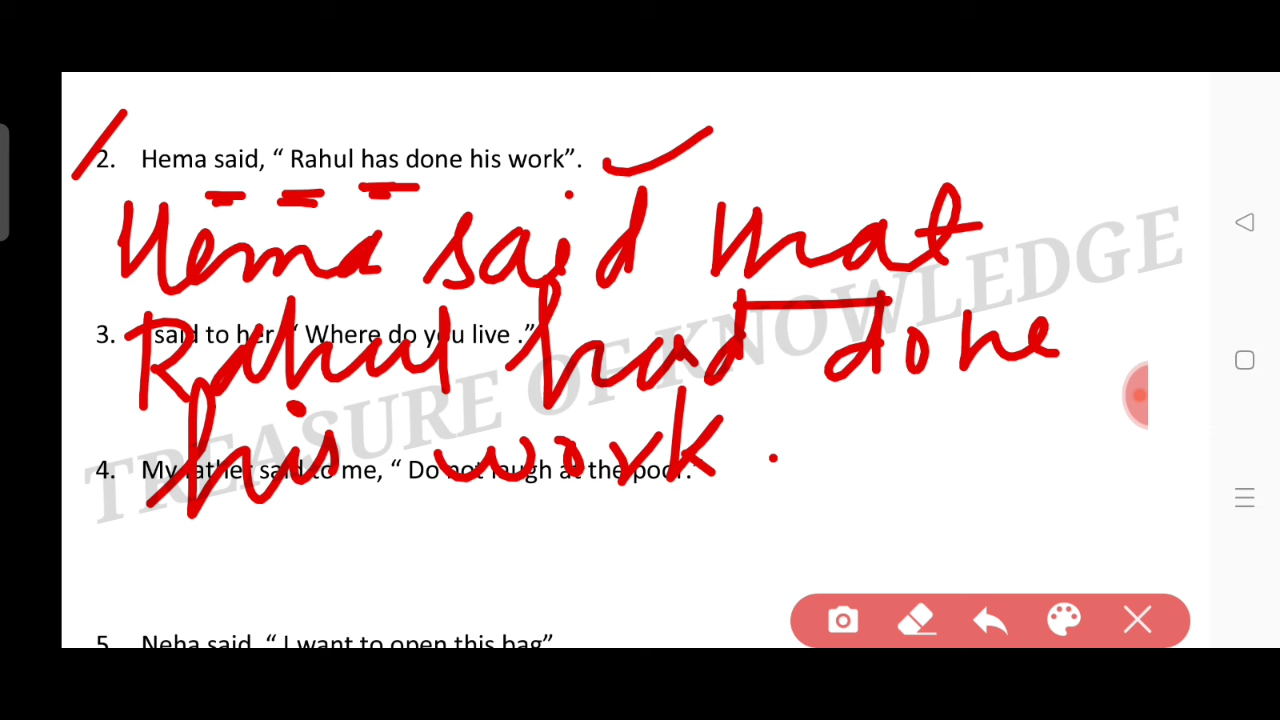 2. Hema said, “ Rahul has done his work”.
Hema said that
3. I said to her, “ Where do you live .”
Rahul had done
his work .
4. My father said to me, “ Do not laugh at the poor.”
5. Neha said, “ I want to open this bag”
TREASURE OF KNOWLEDGE